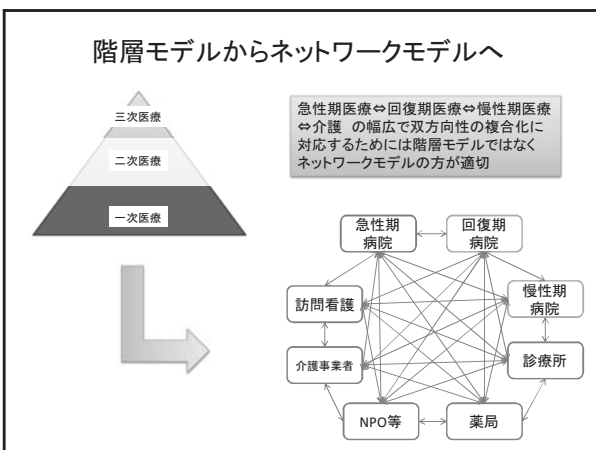 階層モデルからネットワークモデルへ
三次医療
二次医療
一次医療
急性期医療⇔回復期医療⇔慢性期医療
⇔介護 の幅広で双方向性の複合化に
対応するためには階層モデルではなく
ネットワークモデルの方が適切
急性期
病院
回復期
病院
訪問看護
慢性期
病院
介護事業者
診療所
NPO等
薬局